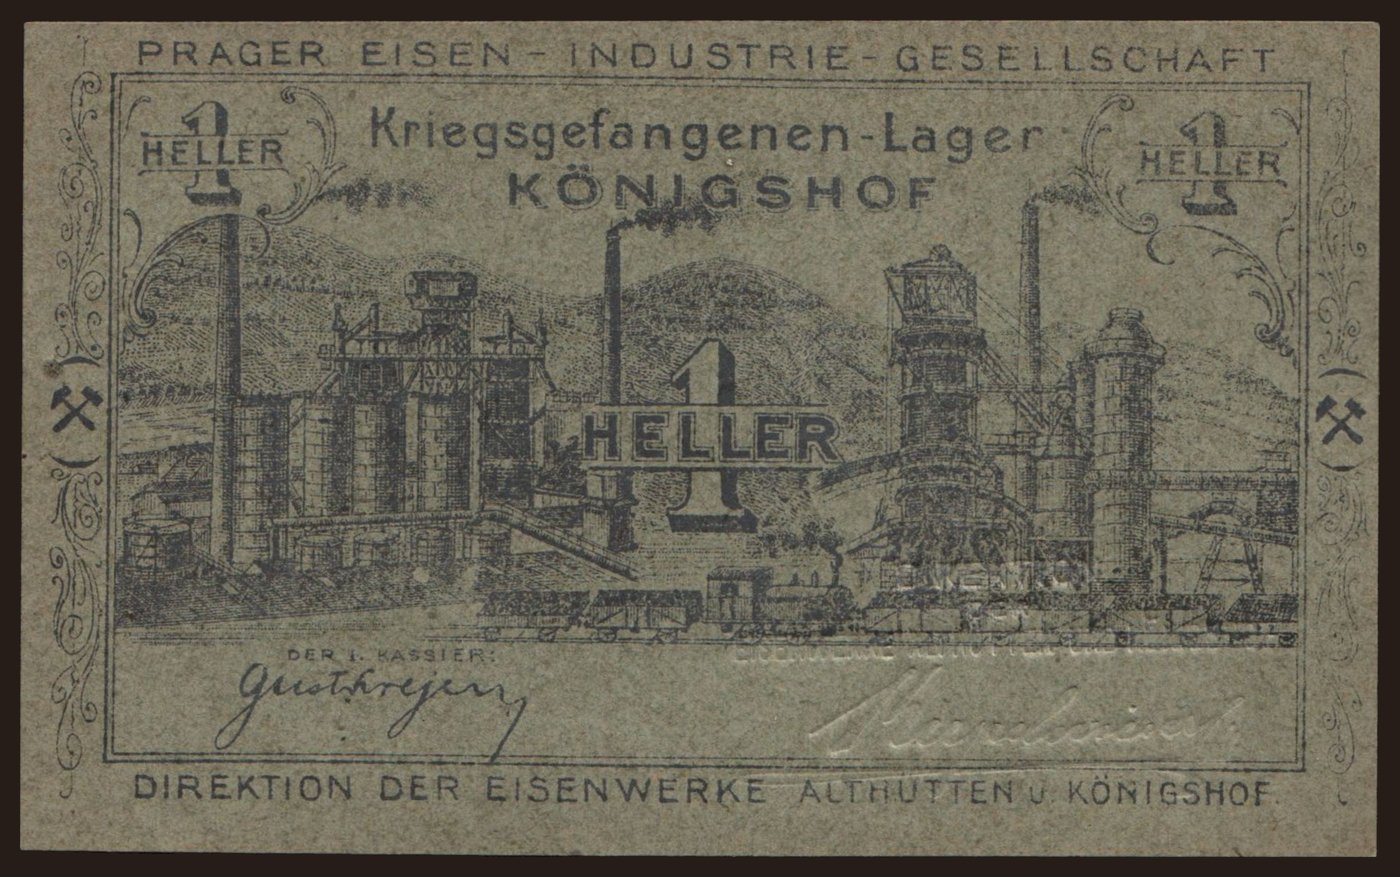 PRAGER EISEN - INDUSTRIE - GESELLSCHAFT
1
HELLER
Kriegsgefangenen-Lager
KÖNIGSHOF
1
HELLER
1
HELLER
DER I. KASSIER:
DIREKTION DER EISENWERKE ALTHÜTTEN U. KÖNIGSHOF.